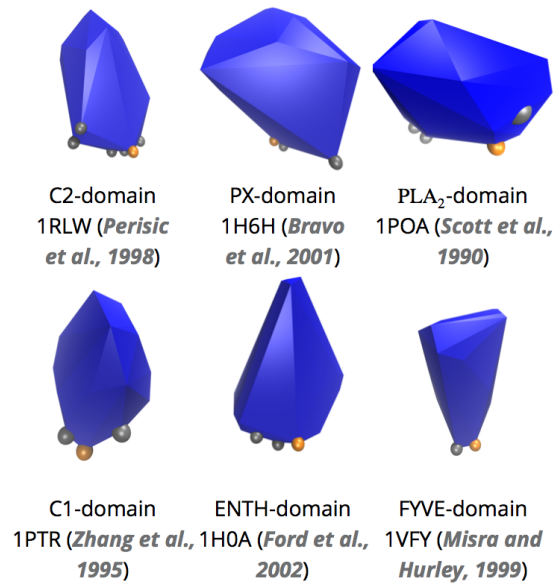 C2-domain
1RLW (Perisic
et al., 1998)
PX-domain
1H6H (Bravo
et al., 2001)
PLA₂-domain
1POA (Scott et al.,
1990)
C1-domain
1PTR (Zhang et al.,
1995)
ENTH-domain
1H0A (Ford et al.,
2002)
FYVE-domain
1VFY (Misra and
Hurley, 1999)